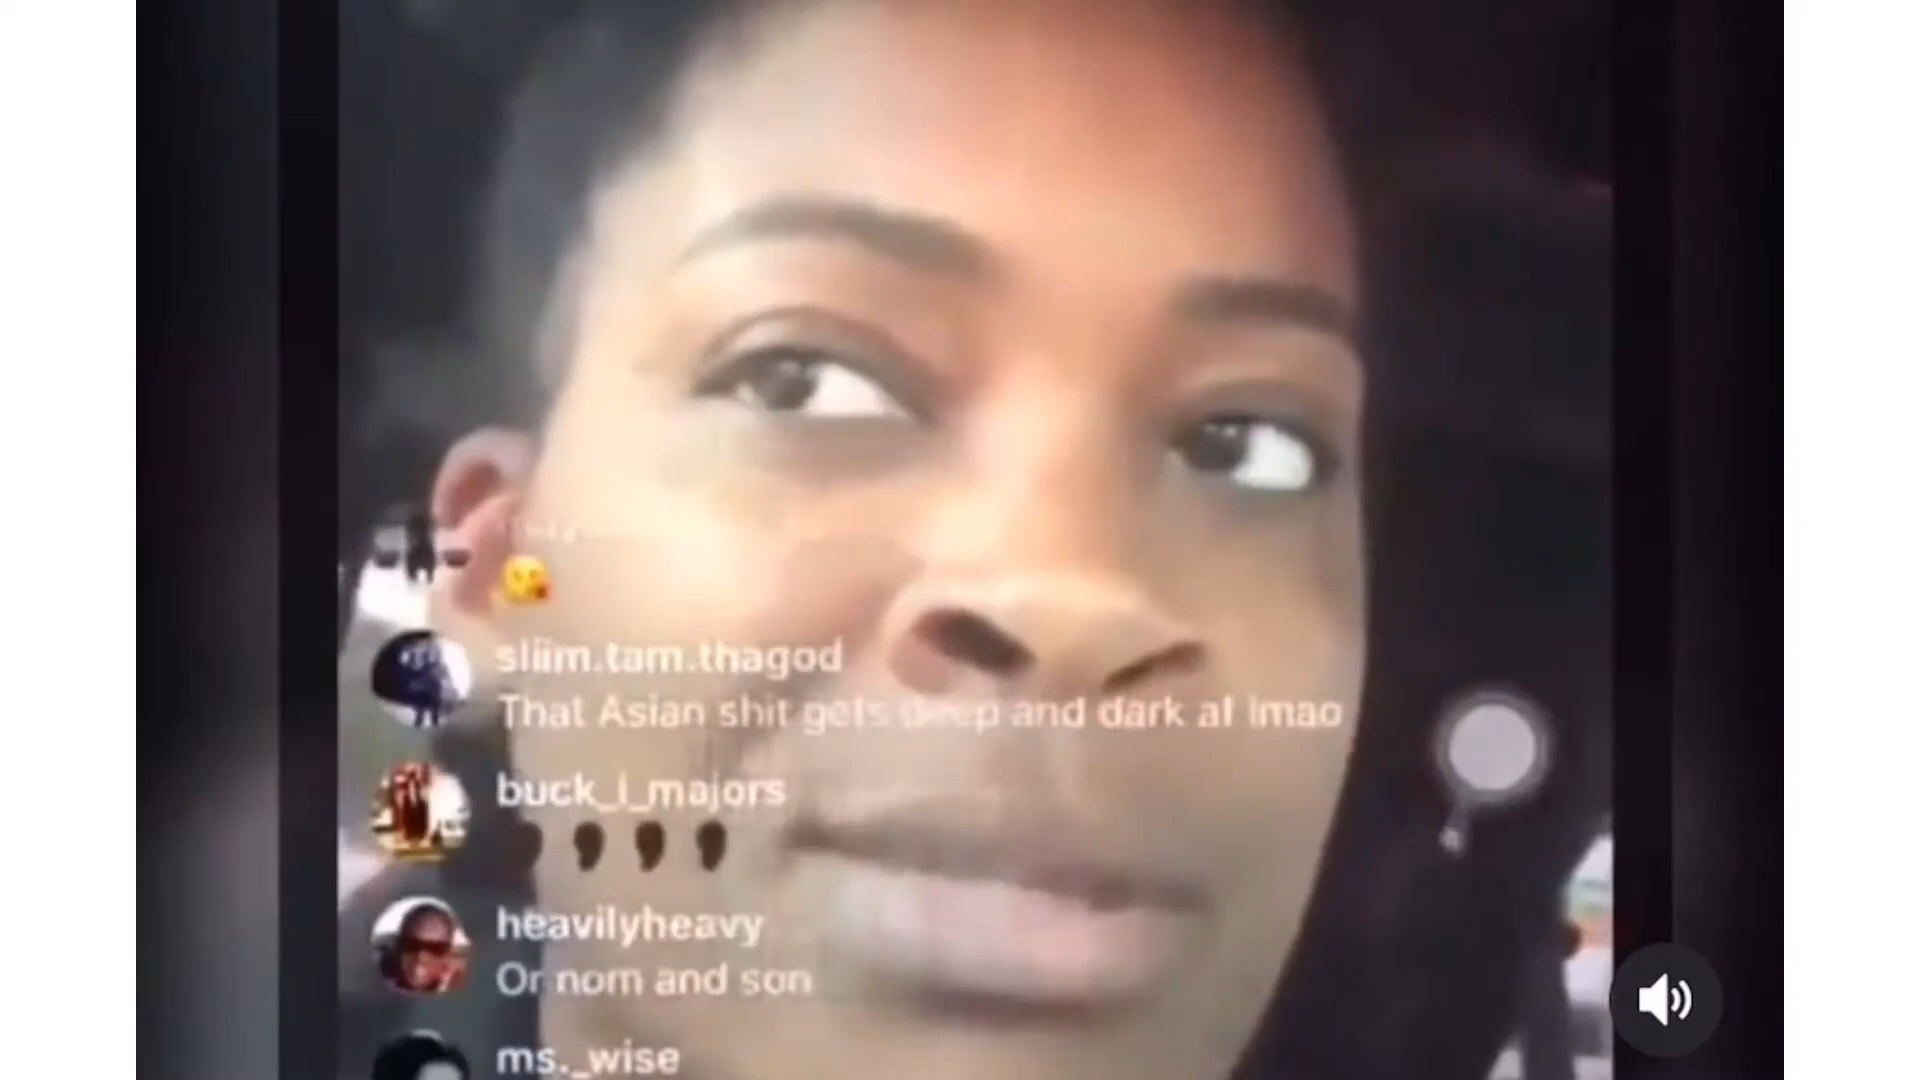 sliim.tam.thagod
That Asian shit gets deep and dark af lmao
buck_i_majors
heavilyheavy
Or nom and son
ms._wise